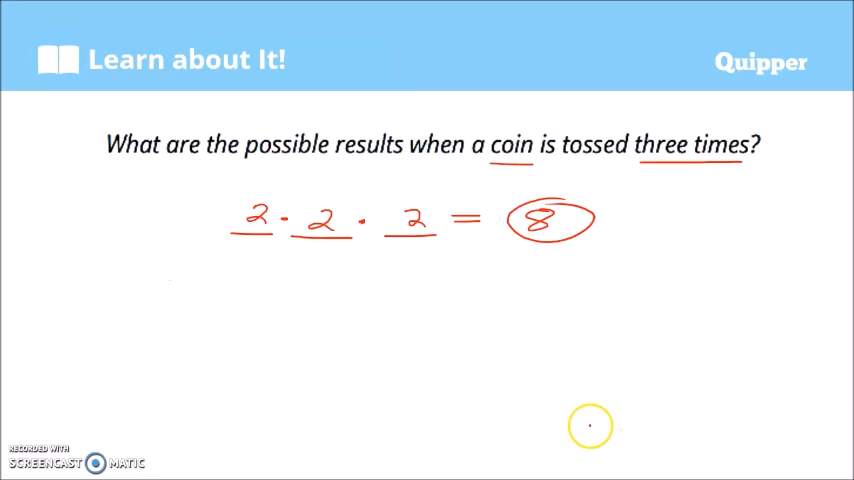 Learn about It!
Quipper
What are the possible results when a coin is tossed three times?
2 · 2 · 2 = 8
RECORDED WITH
SCREENCAST MATIC